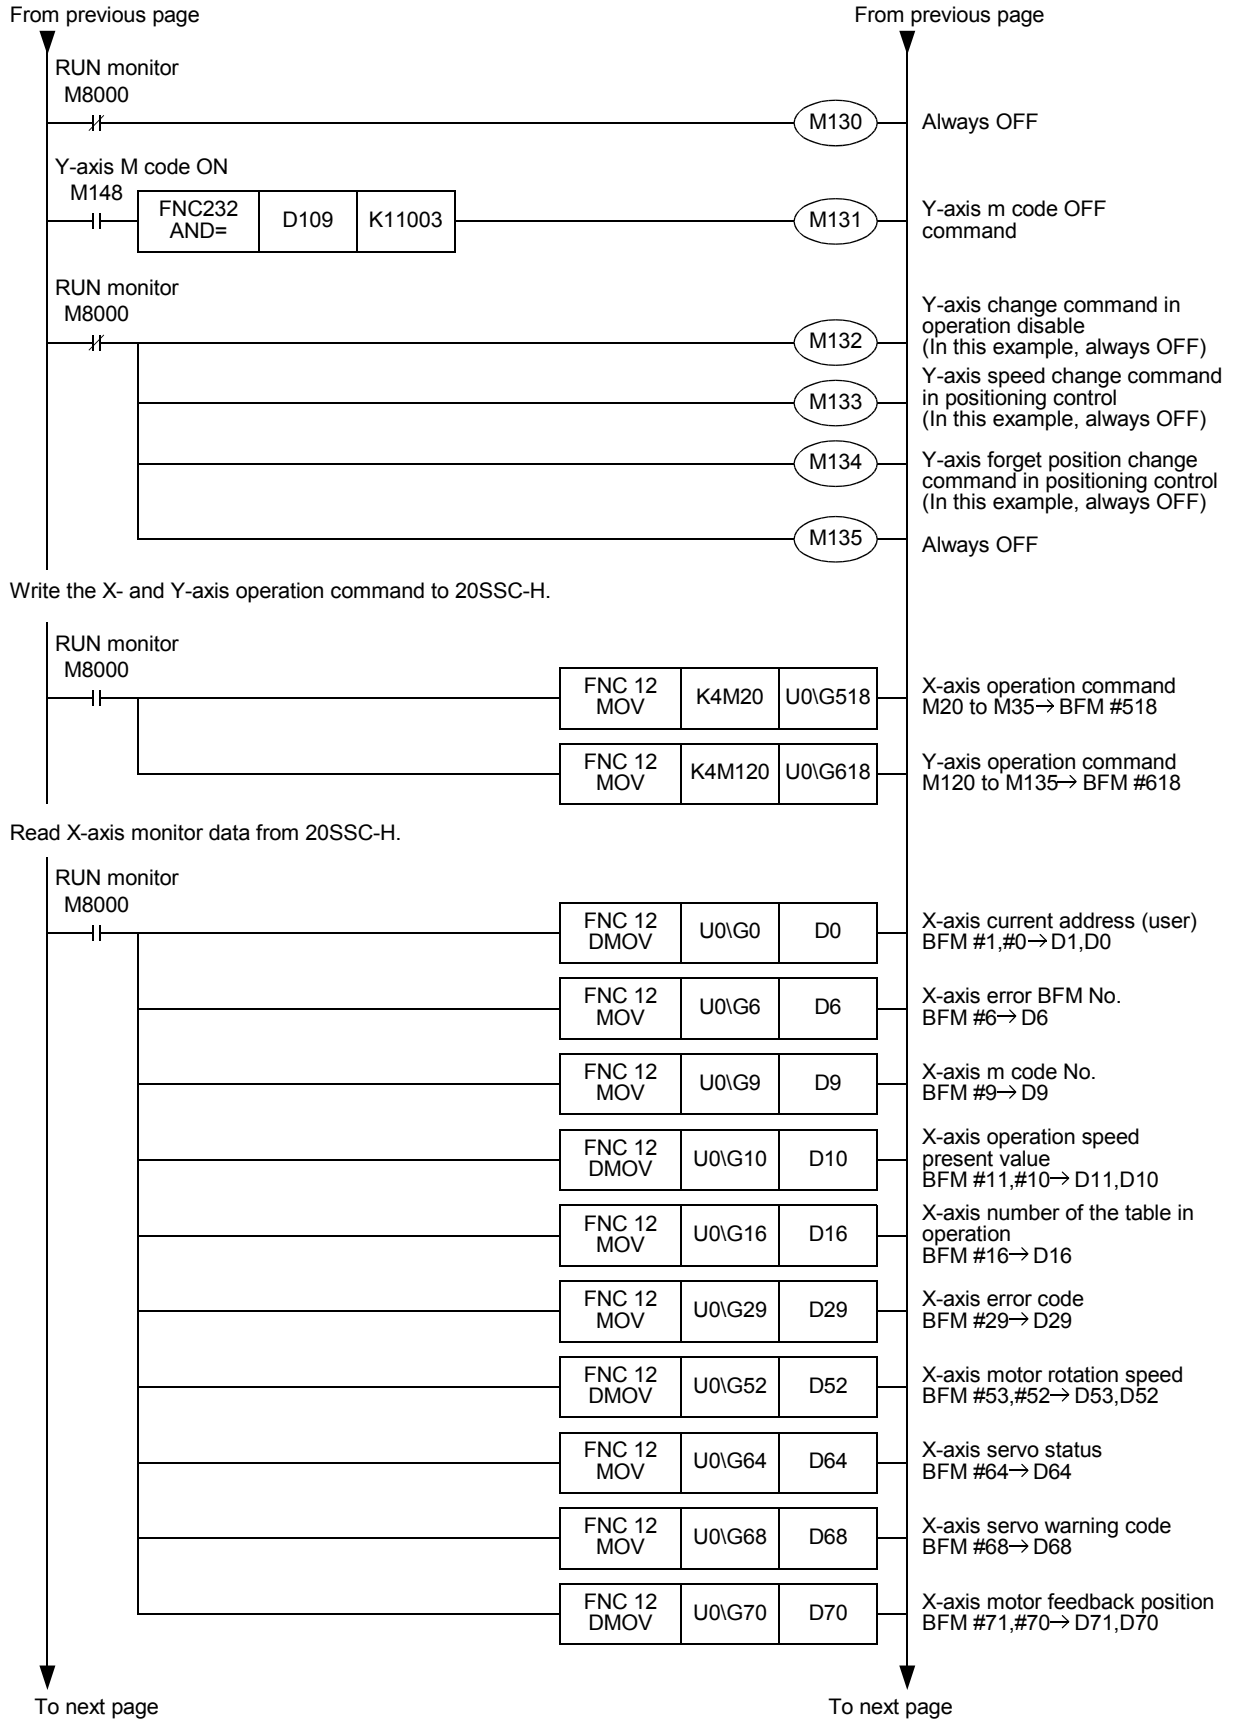 From previous page
From previous page
RUN monitor
M8000
M130
Always OFF
Y-axis M code ON
M148
FNC232
AND=
D109
K11003
M131
Y-axis m code OFF
command
RUN monitor
M8000
M132
Y-axis change command in
operation disable
(In this example, always OFF)
M133
Y-axis speed change command
in positioning control
(In this example, always OFF)
M134
Y-axis forget position change
command in positioning control
(In this example, always OFF)
M135
Always OFF
Write the X- and Y-axis operation command to 20SSC-H.
RUN monitor
M8000
FNC 12
MOV
K4M20
U0\G518
X-axis operation command
M20 to M35→ BFM #518
FNC 12
MOV
K4M120
U0\G618
Y-axis operation command
M120 to M135→ BFM #618
Read X-axis monitor data from 20SSC-H.
RUN monitor
M8000
FNC 12
DMOV
U0\G0
D0
X-axis current address (user)
BFM #1,#0→D1,D0
FNC 12
MOV
U0\G6
D6
X-axis error BFM No.
BFM #6→D6
FNC 12
MOV
U0\G9
D9
X-axis m code No.
BFM #9→D9
FNC 12
DMOV
U0\G10
D10
X-axis operation speed
present value
BFM #11,#10→ D11,D10
FNC 12
MOV
U0\G16
D16
X-axis number of the table in
operation
BFM #16→D16
FNC 12
MOV
U0\G29
D29
X-axis error code
BFM #29→D29
FNC 12
DMOV
U0\G52
D52
X-axis motor rotation speed
BFM #53,#52→D53,D52
FNC 12
MOV
U0\G64
D64
X-axis servo status
BFM #64→D64
FNC 12
MOV
U0\G68
D68
X-axis servo warning code
BFM #68→D68
FNC 12
DMOV
U0\G70
D70
X-axis motor feedback position
BFM #71,#70→D71,D70
To next page
To next page